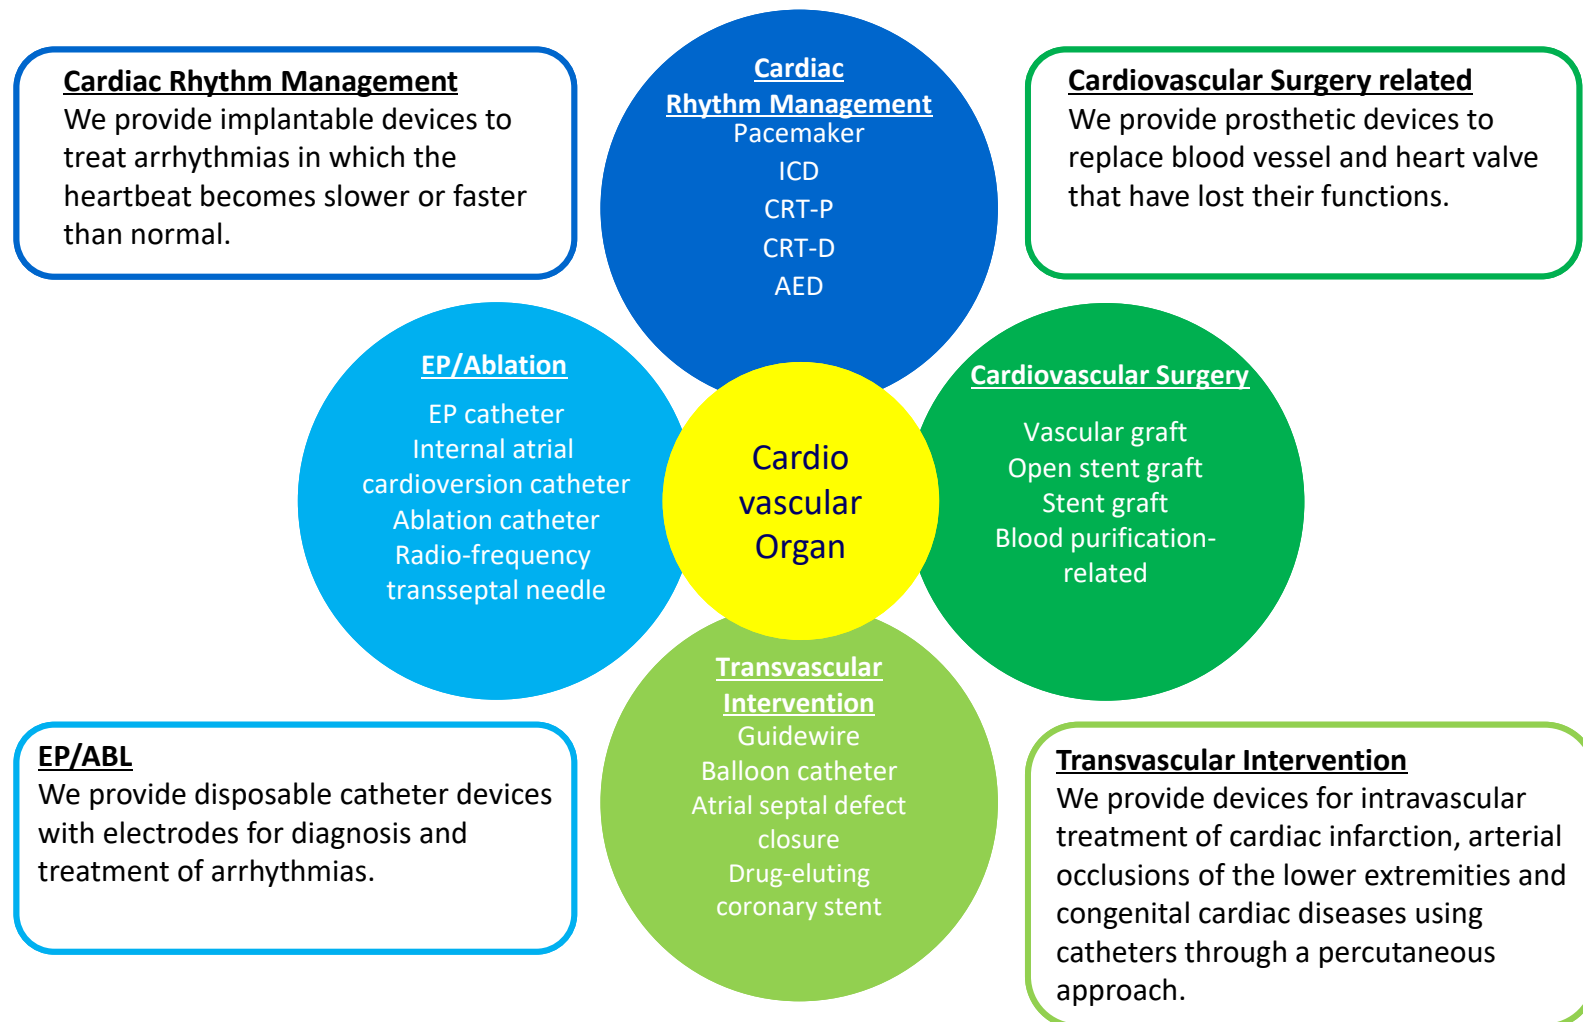 Cardiac Rhythm Management
We provide implantable devices to
treat arrhythmias in which the
heartbeat becomes slower or faster
than normal.
Cardiac
Rhythm Management
Pacemaker
ICD
CRT-P
CRT-D
AED
Cardiovascular Surgery related
We provide prosthetic devices to
replace blood vessel and heart valve
that have lost their functions.
EP/Ablation
EP catheter
Internal atrial
cardioversion catheter
Ablation catheter
Radio-frequency
transseptal needle
Cardio
vascular
Organ
Cardiovascular Surgery
Vascular graft
Open stent graft
Stent graft
Blood purification-
related
Transvascular
Intervention
Guidewire
Balloon catheter
Atrial septal defect
closure
Drug-eluting
coronary stent
EP/ABL
We provide disposable catheter devices
with electrodes for diagnosis and
treatment of arrhythmias.
Transvascular Intervention
We provide devices for intravascular
treatment of cardiac infarction, arterial
occlusions of the lower extremities and
congenital cardiac diseases using
catheters through a percutaneous
approach.